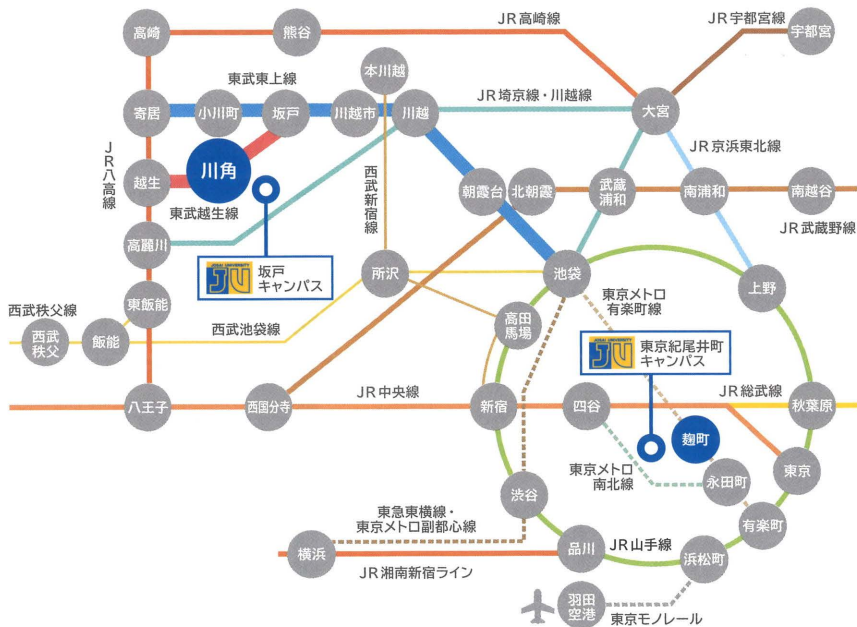 JR高崎線
JR宇都宮線
高崎
熊谷
宇都宮
本川越
東武東上線
JR埼京線・川越線
寄居
小川町
坂戸
川越市
川越
大宮
JR京浜東北線
JR八高線
川角
越生
朝霞台
北朝霞
武蔵
浦和
南浦和
南越谷
東武越生線
西武新宿線
JR武蔵野線
高麗川
JU
坂戸
キャンパス
所沢
池袋
上野
東京メトロ
有楽町線
東飯能
西武秩父線
西武池袋線
西武
秩父
飯能
高田
馬場
JOSAI UNIVERSITY
JU
東京紀尾井町
キャンパス
JR中央線
JR総武線
八王子
西国分寺
新宿
四谷
秋葉原
麹町
東京メトロ
南北線
永田町
東京
渋谷
東急東横線・
東京メトロ副都心線
有楽町
横浜
品川
JR山手線
浜松町
JR湘南新宿ライン
羽田
空港
東京モノレール